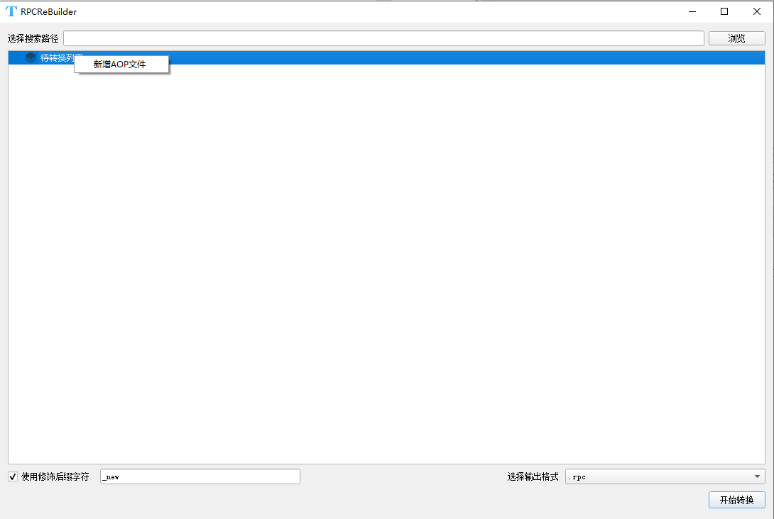 RPCReBuilder
选择搜索路径
浏览
待转换列
新增AOP文件
使用修饰后缀字符
_new
选择输出格式
.rpc
开始转换